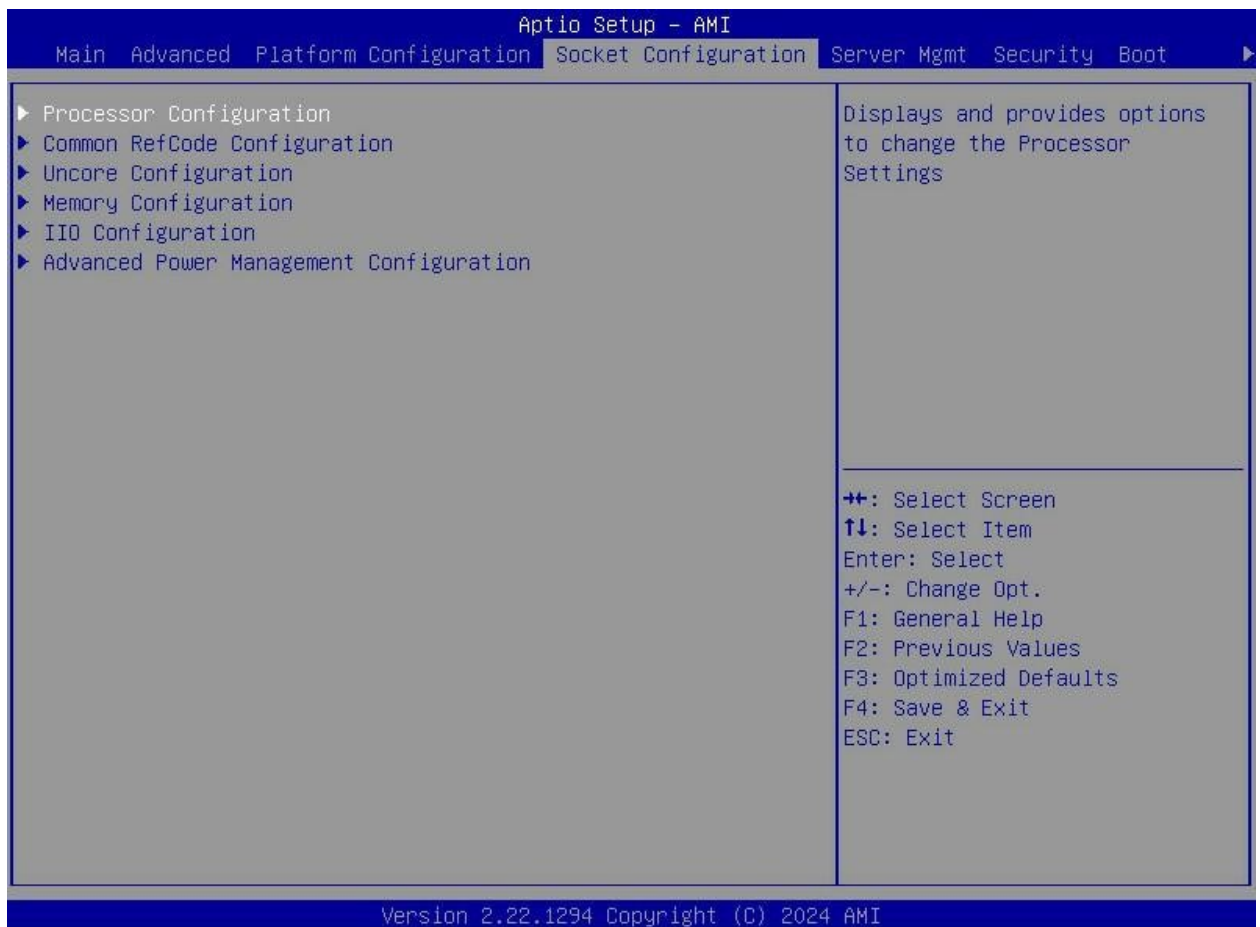 Aptio Setup – AMI
Main Advanced Platform Configuration Socket Configuration Server Mgmt Security Boot
Processor Configuration
Common RefCode Configuration
Uncore Configuration
Memory Configuration
IIO Configuration
Advanced Power Management Configuration
Displays and provides options
to change the Processor
Settings
→←: Select Screen
↑↓: Select Item
Enter: Select
+/-: Change Opt.
F1: General Help
F2: Previous Values
F3: Optimized Defaults
F4: Save & Exit
ESC: Exit
Version 2.22.1294 Copyright (C) 2024 AMI